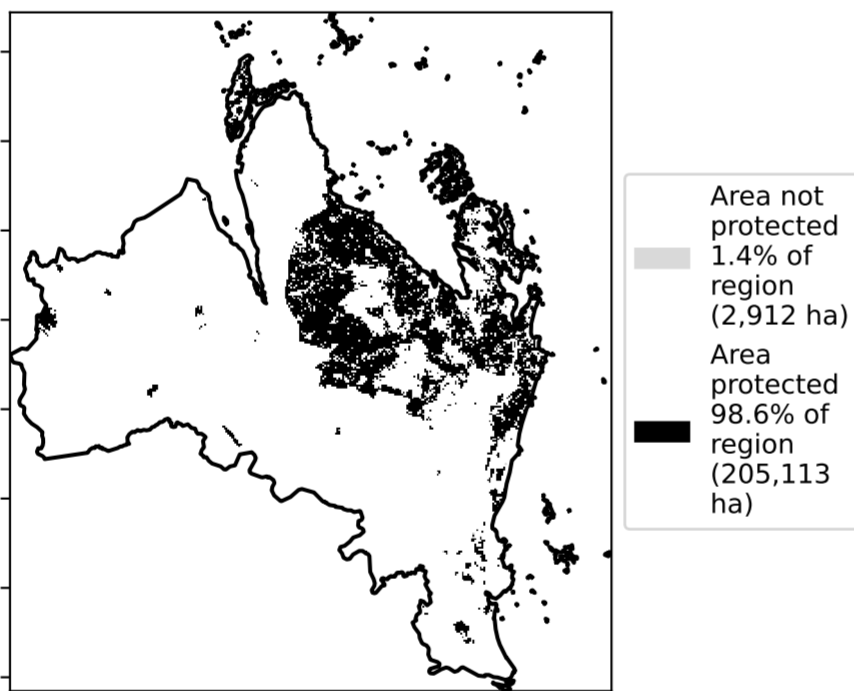 Area not
protected
1.4% of
region
(2,912 ha)
Area
protected
98.6% of
region
(205,113
ha)